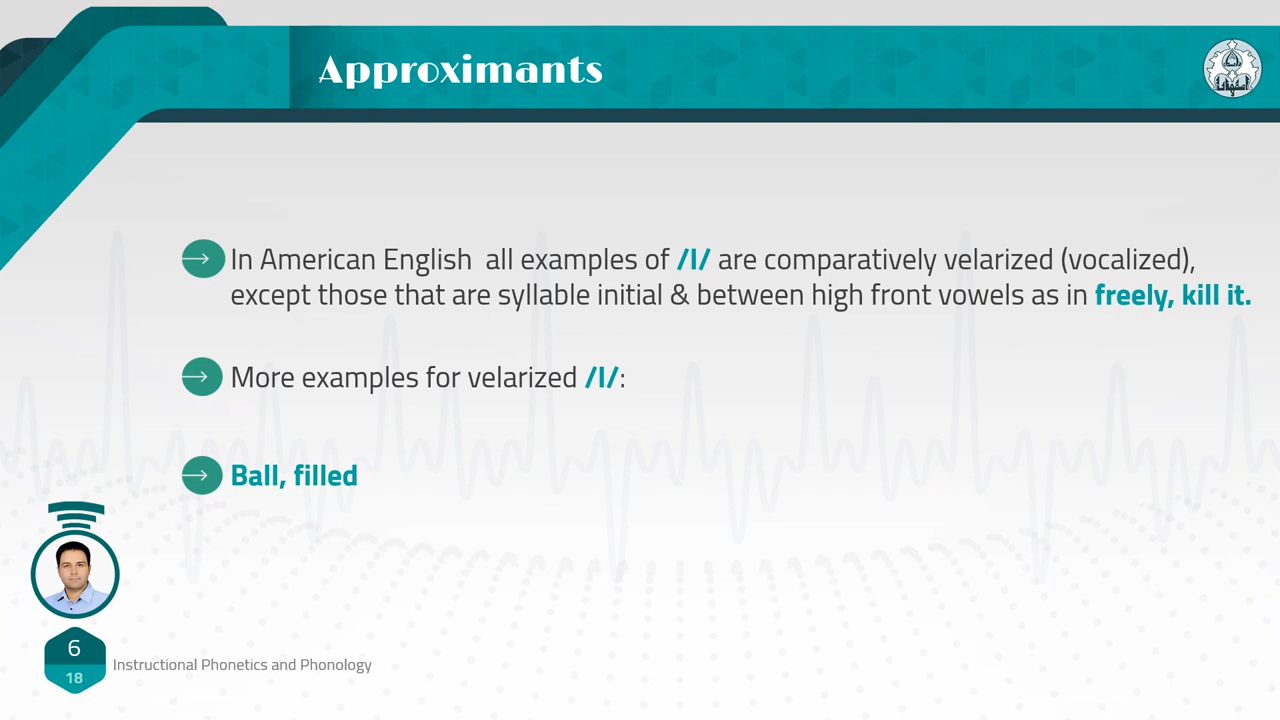 Approximants
In American English all examples of /l/ are comparatively velarized (vocalized),
except those that are syllable initial & between high front vowels as in freely, kill it.
More examples for velarized /l/:
Ball, filled
6
18
Instructional Phonetics and Phonology